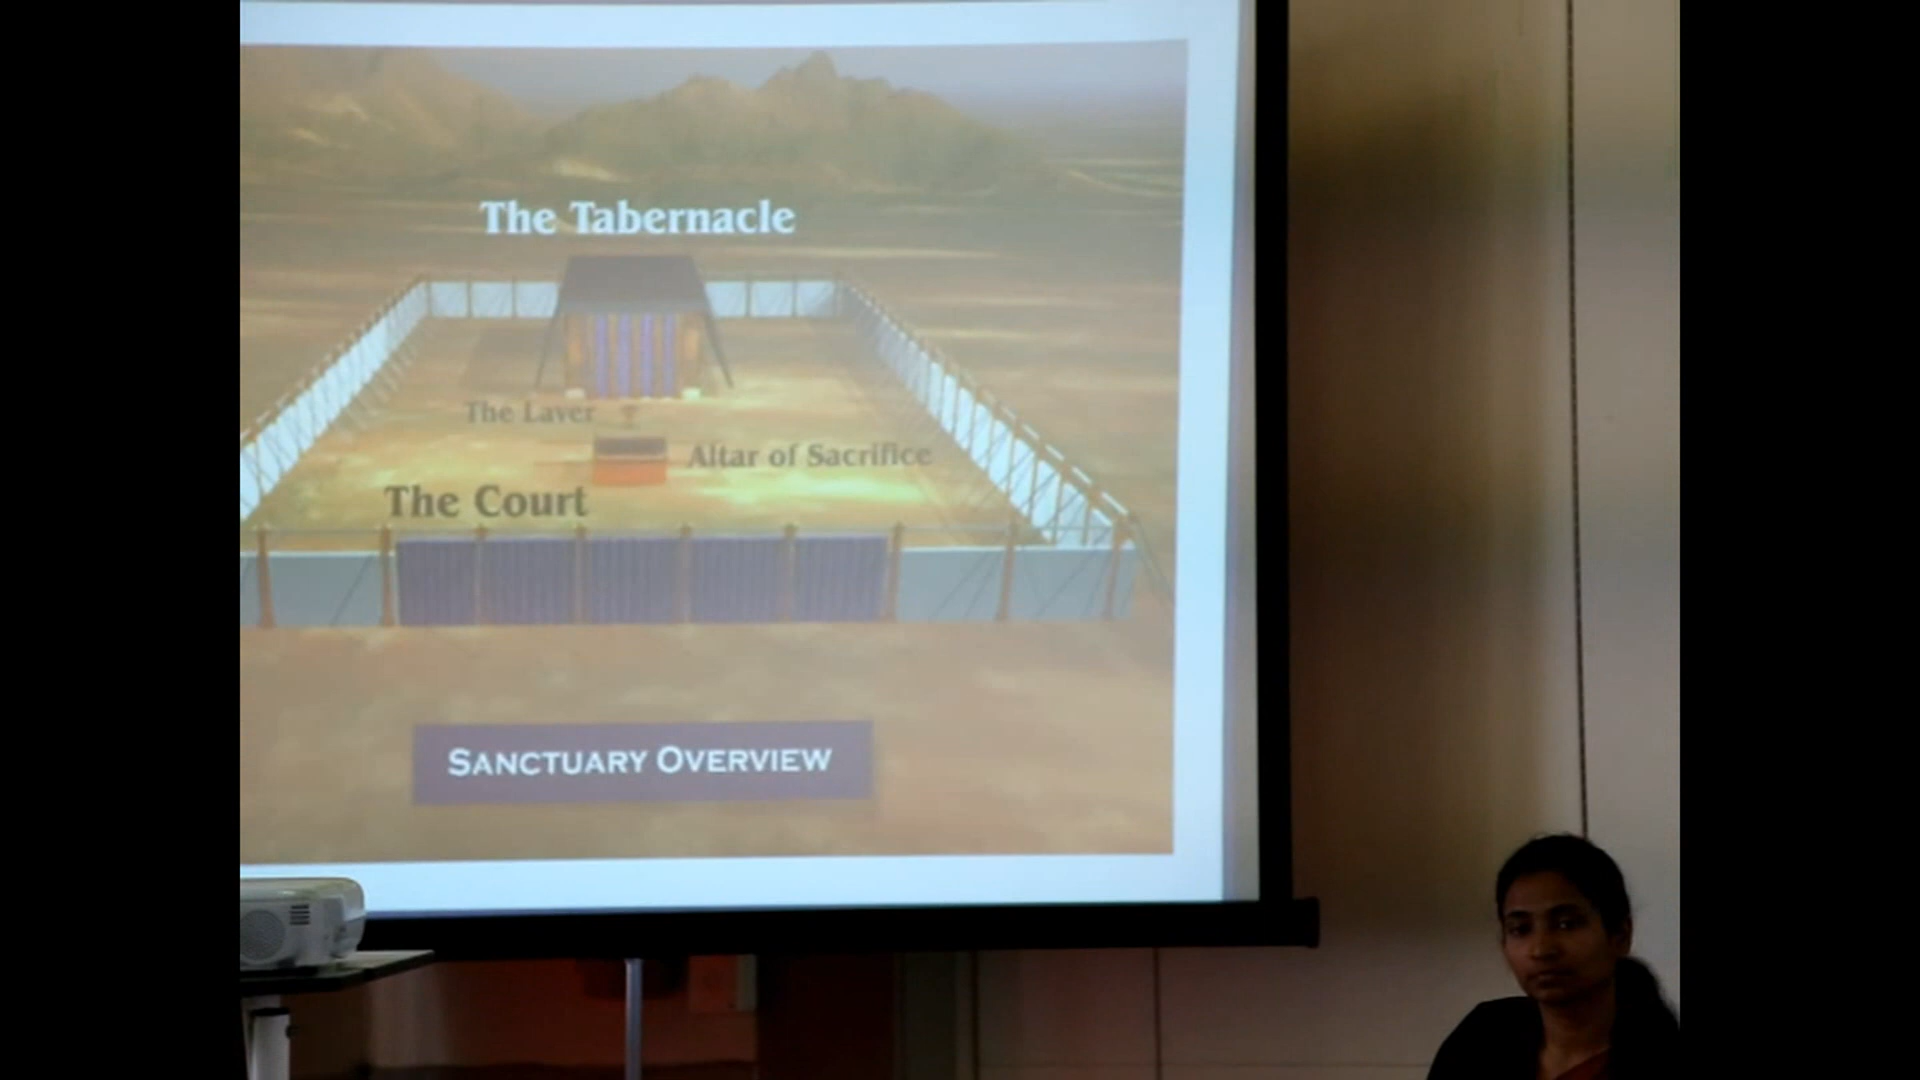 The Tabernacle
The Laver
Altar of Sacrifice
The Court
SANCTUARY OVERVIEW